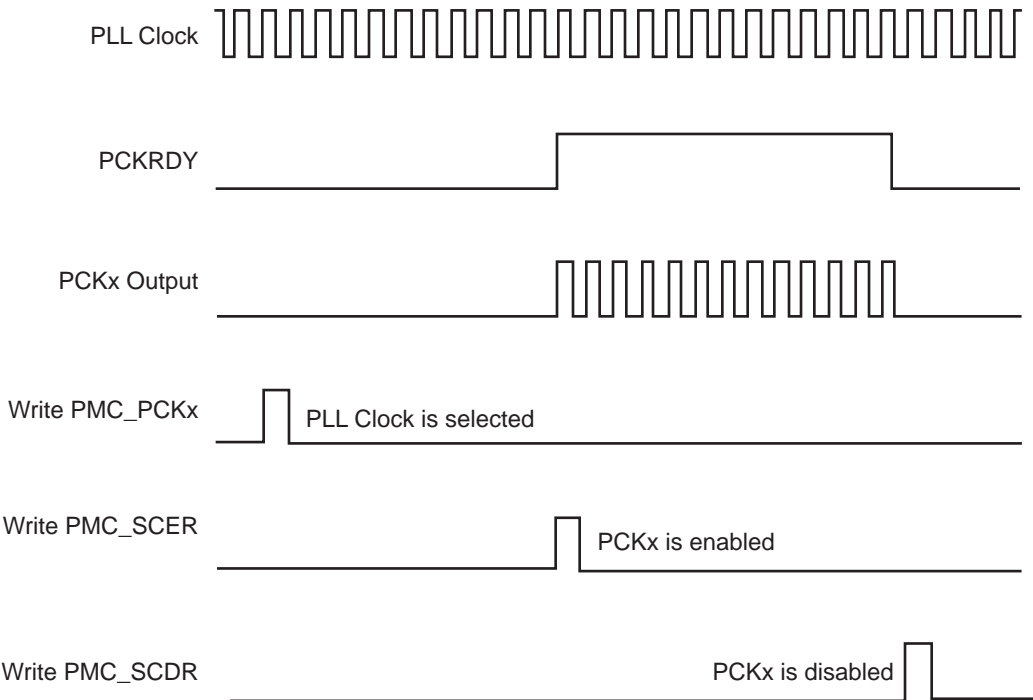 PLL Clock
PCKRDY
PCKx Output
Write PMC_PCKx
PLL Clock is selected
Write PMC_SCER
PCKx is enabled
Write PMC_SCDR
PCKx is disabled